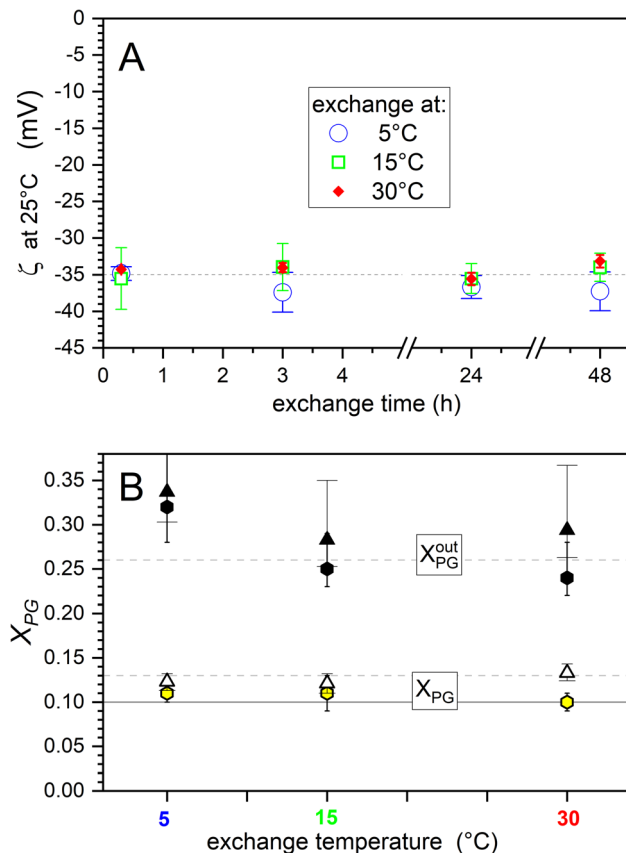 A
0
-5
-10
-15
-20
-25
-30
-35
-40
-45
ζ at 25°C (mV)
exchange at:
5°C
15°C
30°C
0 1 2 3 4 24 48
exchange time (h)
B
0.35
0.30
0.25
0.20
0.15
0.10
0.05
0.00
X_PG
X_PG^out
X_PG
5 15 30
exchange temperature (°C)